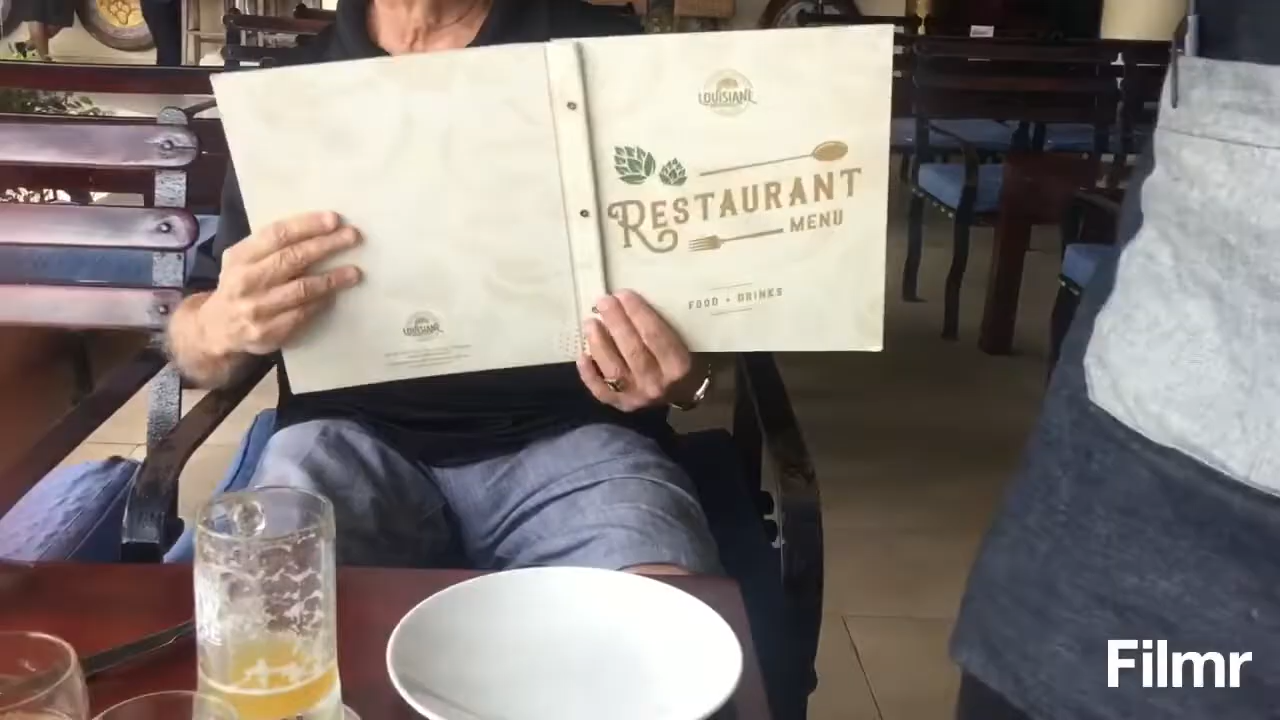 LOUISIANE
RESTAURANT
MENU
FOOD • DRINKS
LOUISIANE
Filmr